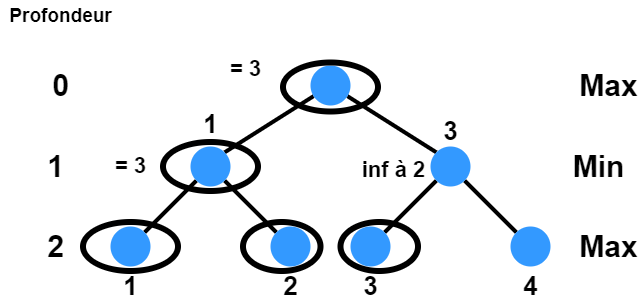 Profondeur
= 3
0 Max
1 3
1 = 3 inf à 2 Min
2 Max
1 2 3 4